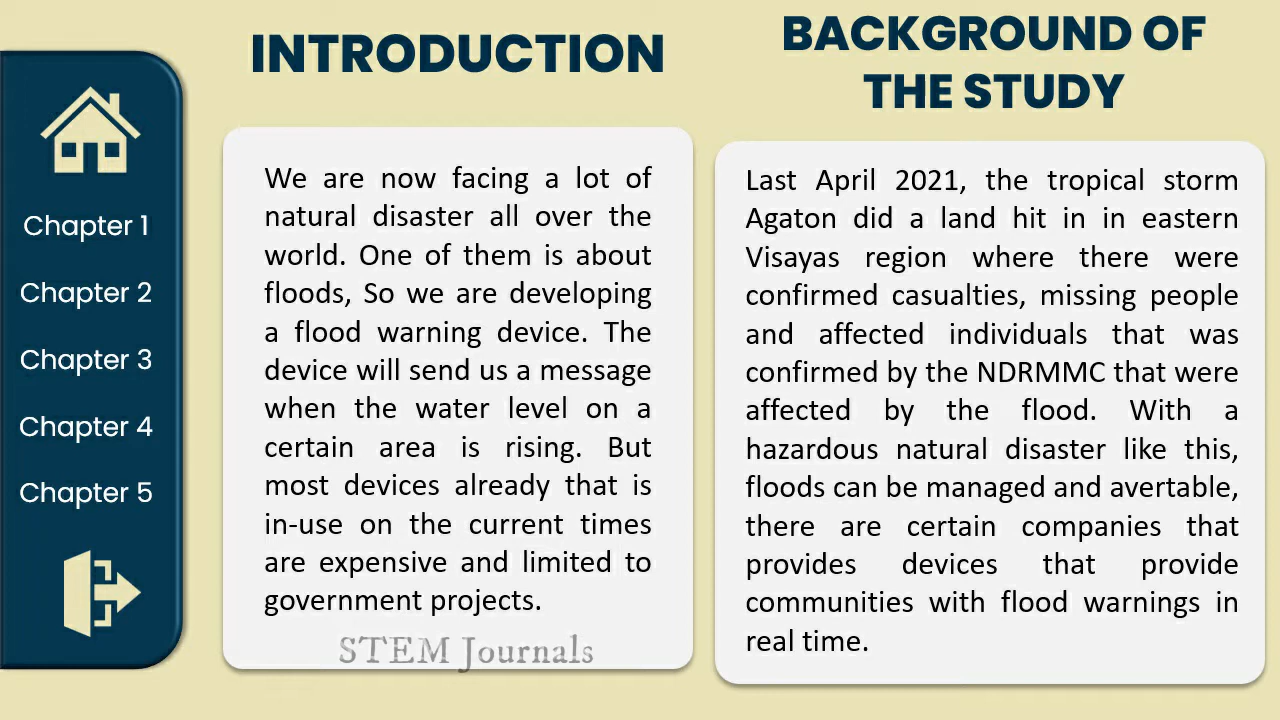 Chapter 1
Chapter 2
Chapter 3
Chapter 4
Chapter 5
INTRODUCTION
We are now facing a lot of
natural disaster all over the
world. One of them is about
floods, So we are developing
a flood warning device. The
device will send us a message
when the water level on a
certain area is rising. But
most devices already that is
in-use on the current times
are expensive and limited to
government projects.
STEM Journals
BACKGROUND OF
THE STUDY
Last April 2021, the tropical storm
Agaton did a land hit in in eastern
Visayas region where there were
confirmed casualties, missing people
and affected individuals that was
confirmed by the NDRMMC that were
affected by the flood. With a
hazardous natural disaster like this,
floods can be managed and avertable,
there are certain companies that
provides devices that provide
communities with flood warnings in
real time.